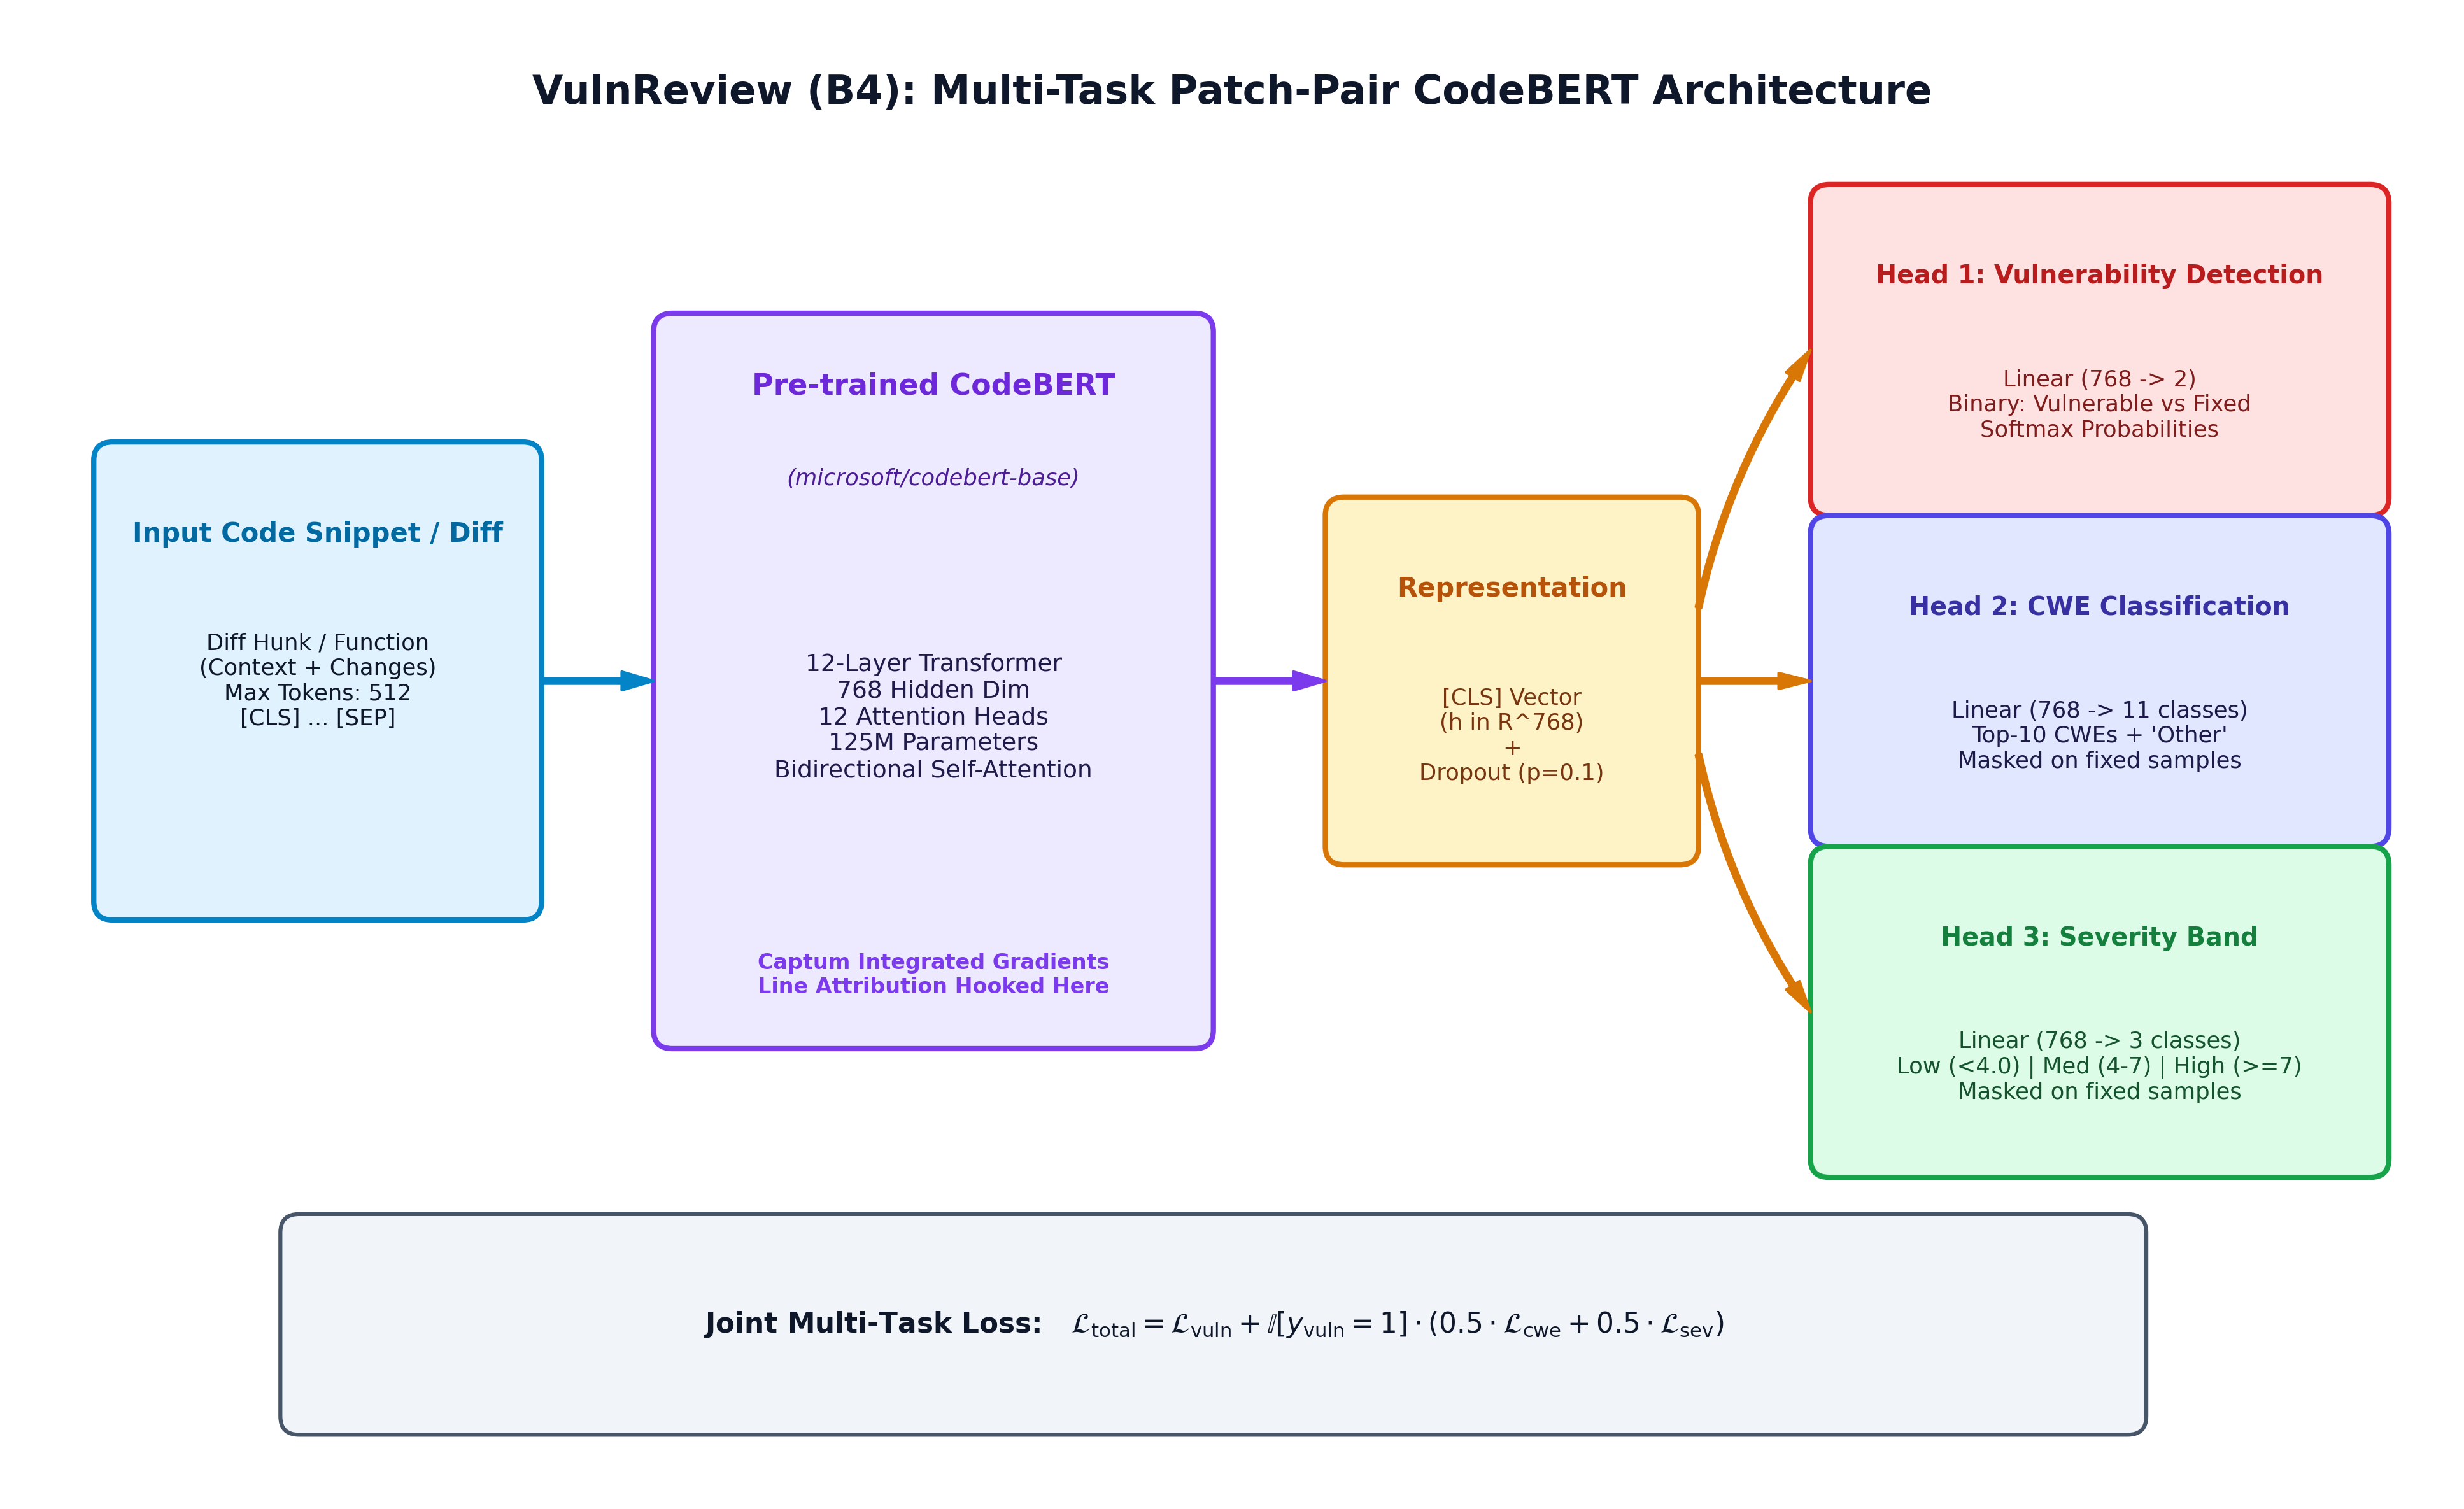 VulnReview (B4): Multi-Task Patch-Pair CodeBERT Architecture
Input Code Snippet / Diff
Diff Hunk / Function
(Context + Changes)
Max Tokens: 512
[CLS] ... [SEP]
Pre-trained CodeBERT
(microsoft/codebert-base)
12-Layer Transformer
768 Hidden Dim
12 Attention Heads
125M Parameters
Bidirectional Self-Attention
Captum Integrated Gradients
Line Attribution Hooked Here
Representation
[CLS] Vector
(h in R^768)
+
Dropout (p=0.1)
Head 1: Vulnerability Detection
Linear (768 -> 2)
Binary: Vulnerable vs Fixed
Softmax Probabilities
Head 2: CWE Classification
Linear (768 -> 11 classes)
Top-10 CWEs + 'Other'
Masked on fixed samples
Head 3: Severity Band
Linear (768 -> 3 classes)
Low (<4.0) | Med (4-7) | High (>=7)
Masked on fixed samples
Joint Multi-Task Loss: ℒ_total = ℒ_vuln + 𝕀[y_vuln = 1] · (0.5 · ℒ_cwe + 0.5 · ℒ_sev)